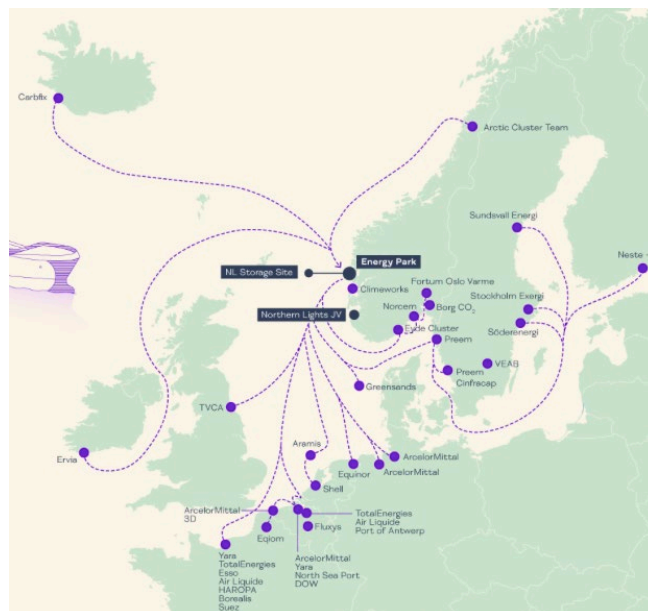 Carbfix
Arctic Cluster Team
Sundsvall Energi
Neste
Energy Park
NL Storage Site
Climeworks
Fortum Oslo Varme
Norcem
Borg CO₂
Stockholm Exergi
Northern Lights JV
Eyde Cluster
Preem
Söderenergi
VEAB
Preem
Cinfracap
Greensands
TVCA
Ervia
Aramis
Equinor
ArcelorMittal
ArcelorMittal
Shell
ArcelorMittal
3D
Eqiom
Fluxys
TotalEnergies
Air Liquide
Port of Antwerp
Yara
TotalEnergies
Esso
Air Liquide
HAROPA
Borealis
Suez
ArcelorMittal
Yara
North Sea Port
DOW